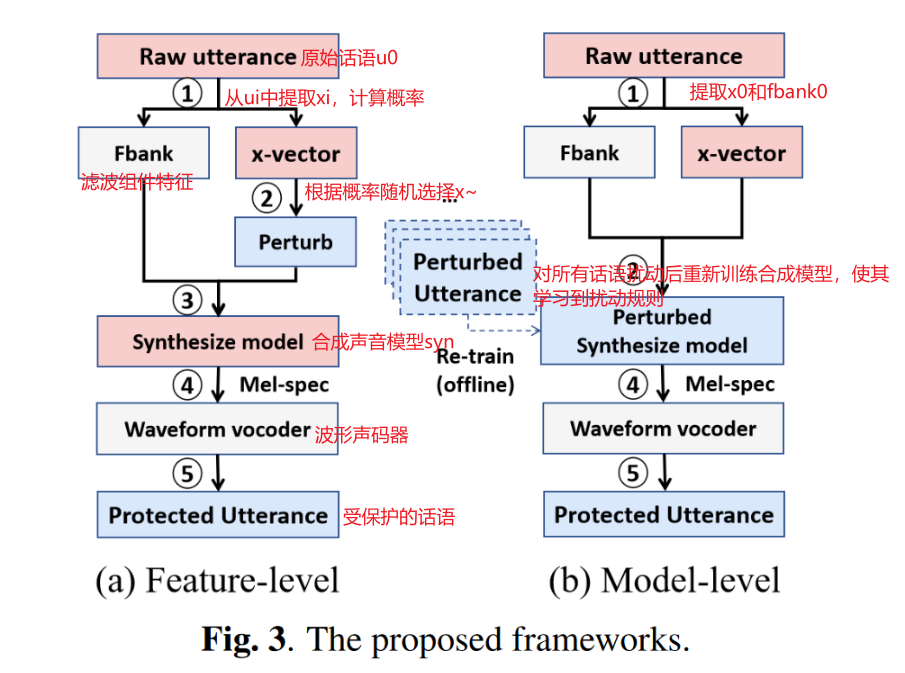 Raw utterance 原始话语u0
① 从ui中提取xi，计算概率
Fbank
滤波组件特征
x-vector
② 根据概率随机选择x~
Perturb
③
Synthesize model 合成声音模型syn
④ Mel-spec
Waveform vocoder 波形声码器
⑤
Protected Utterance 受保护的话语
(a) Feature-level
Raw utterance
① 提取x0和fbank0
Fbank
x-vector
...
Perturbed
Utterance
Re-train
(offline)
②
对所有话语扰动后重新训练合成模型，使其
学习到扰动规则
Perturbed
Synthesize model
④ Mel-spec
Waveform vocoder
⑤
Protected Utterance
(b) Model-level
Fig. 3. The proposed frameworks.